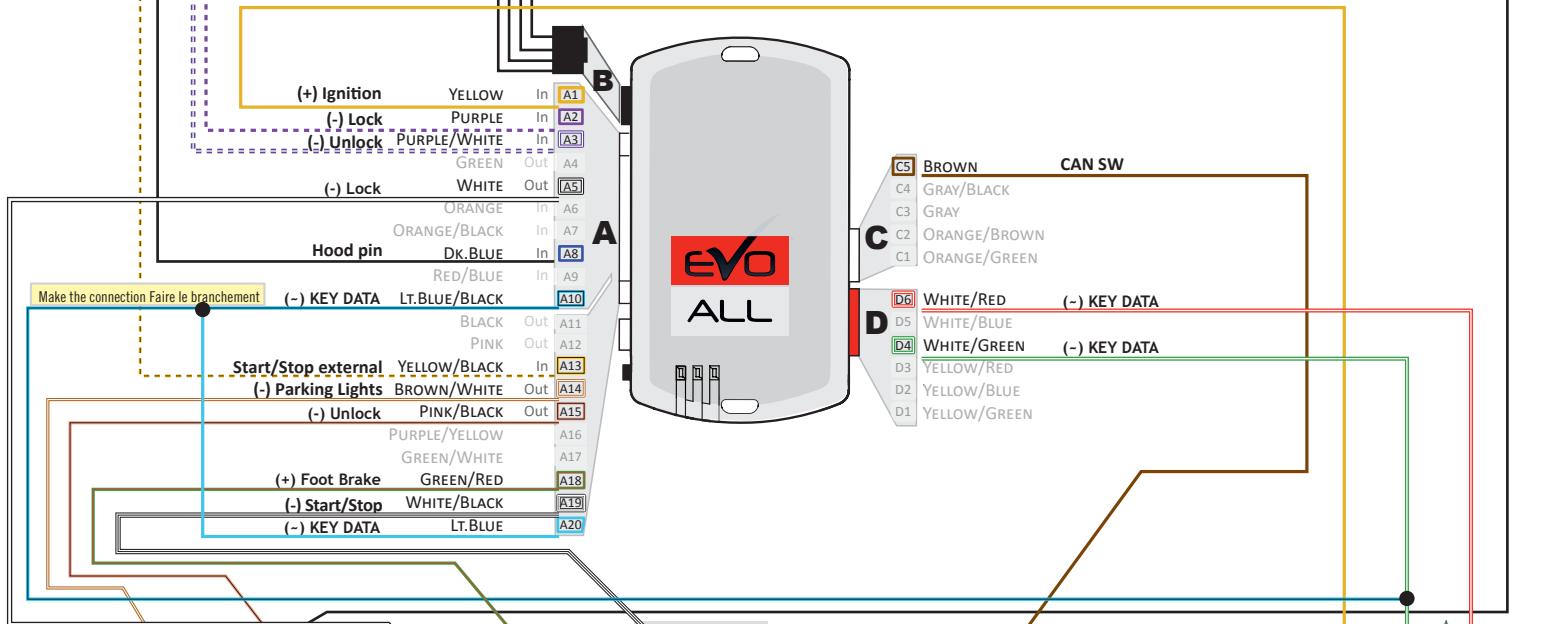 B
(+) Ignition YELLOW In A1
(-) Lock PURPLE In A2
(-) Unlock PURPLE/WHITE In A3
GREEN Out A4
(-) Lock WHITE Out A5
ORANGE In A6
ORANGE/BLACK In A7
A
Hood pin DK.BLUE In A8
RED/BLUE In A9
Make the connection Faire le branchement
(~) KEY DATA LT.BLUE/BLACK A10
BLACK Out A11
PINK Out A12
Start/Stop external YELLOW/BLACK In A13
(-) Parking Lights BROWN/WHITE Out A14
(-) Unlock PINK/BLACK Out A15
PURPLE/YELLOW A16
GREEN/WHITE A17
(+) Foot Brake GREEN/RED A18
(-) Start/Stop WHITE/BLACK A19
(~) KEY DATA LT.BLUE A20
EVO
ALL
C5 BROWN CAN SW
C4 GRAY/BLACK
C3 GRAY
C
C2 ORANGE/BROWN
C1 ORANGE/GREEN
D6 WHITE/RED (~) KEY DATA
D
D5 WHITE/BLUE
D4 WHITE/GREEN (~) KEY DATA
D3 YELLOW/RED
D2 YELLOW/BLUE
D1 YELLOW/GREEN